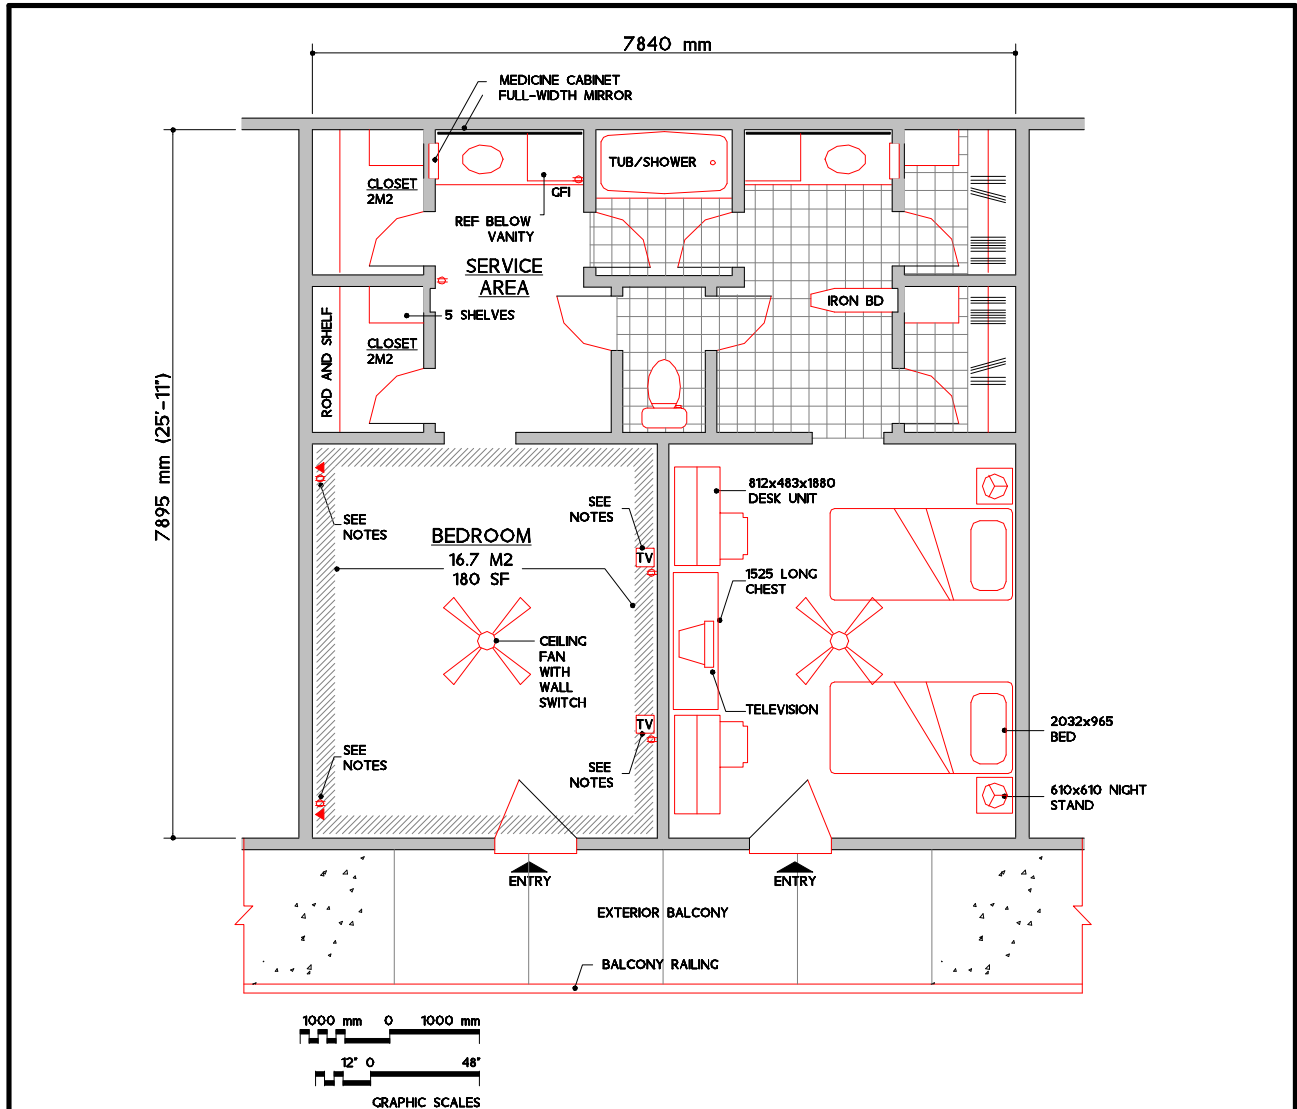 7840 mm
MEDICINE CABINET
FULL-WIDTH MIRROR
TUB/SHOWER
CLOSET
2M2
GFI
REF BELOW
VANITY
SERVICE
AREA
IRON BD
5 SHELVES
ROD AND SHELF
CLOSET
2M2
7895 mm (25'-11")
812x483x1880
DESK UNIT
SEE
NOTES
SEE
NOTES
BEDROOM
16.7 M2
180 SF
TV
1525 LONG
CHEST
CEILING
FAN
WITH
WALL
SWITCH
TELEVISION
TV
2032x965
BED
SEE
NOTES
SEE
NOTES
610x610 NIGHT
STAND
ENTRY
ENTRY
EXTERIOR BALCONY
BALCONY RAILING
1000 mm 0 1000 mm
12" 0 48"
GRAPHIC SCALES